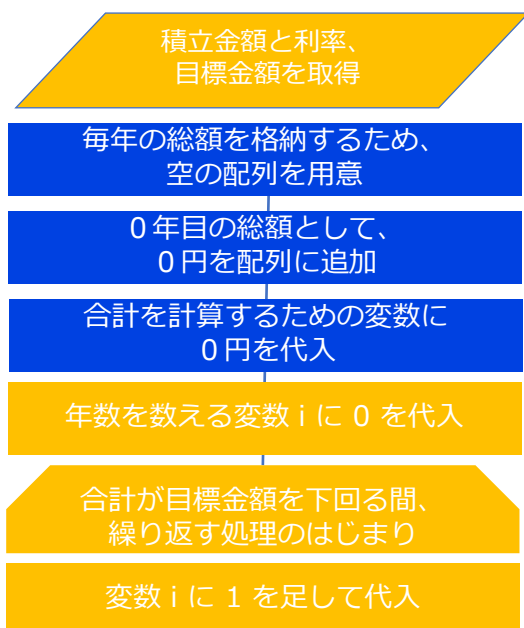 積立金額と利率、
目標金額を取得
毎年の総額を格納するため、
空の配列を用意
0年目の総額として、
0円を配列に追加
合計を計算するための変数に
0円を代入
年数を数える変数 i に 0 を代入
合計が目標金額を下回る間、
繰り返す処理のはじまり
変数 i に 1 を足して代入